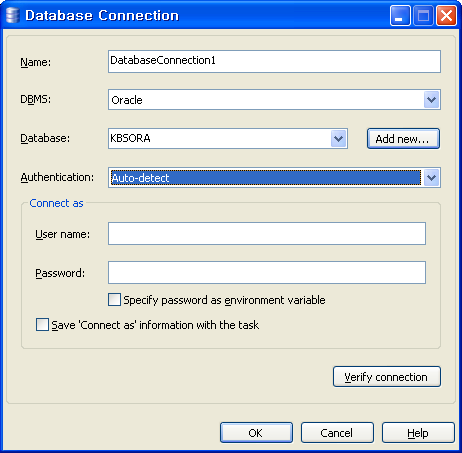 Database Connection
Name: DatabaseConnection1
DBMS: Oracle
Database: KBSORA Add new...
Authentication: Auto-detect
Connect as
User name:
Password:
Specify password as environment variable
Save 'Connect as' information with the task
Verify connection
OK Cancel Help